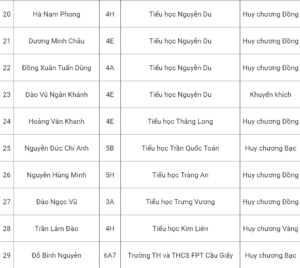 20 Hà Nam Phong 4H Tiểu học Nguyễn Du Huy chương Đồng
21 Dương Minh Châu 4E Tiểu học Nguyễn Du Huy chương Đồng
22 Đồng Xuân Tuấn Dũng 4A Tiểu học Nguyễn Du Huy chương Đồng
23 Đào Vũ Ngân Khánh 4E Tiểu học Nguyễn Du Khuyến khích
24 Hoàng Vân Khanh 4E Tiểu học Thăng Long Huy chương Đồng
25 Nguyễn Đức Chí Anh 5B Tiểu học Trần Quốc Toản Huy chương Bạc
26 Nguyễn Hùng Minh 5H Tiểu học Tràng An Huy chương Đồng
27 Đào Ngọc Vũ 3A Tiểu học Trưng Vương Huy chương Đồng
28 Trần Lâm Đào 4H Tiểu học Kim Liên Huy chương Vàng
29 Đỗ Bình Nguyên 6A7 Trường TH và THCS FPT Cầu Giấy Huy chương Bạc